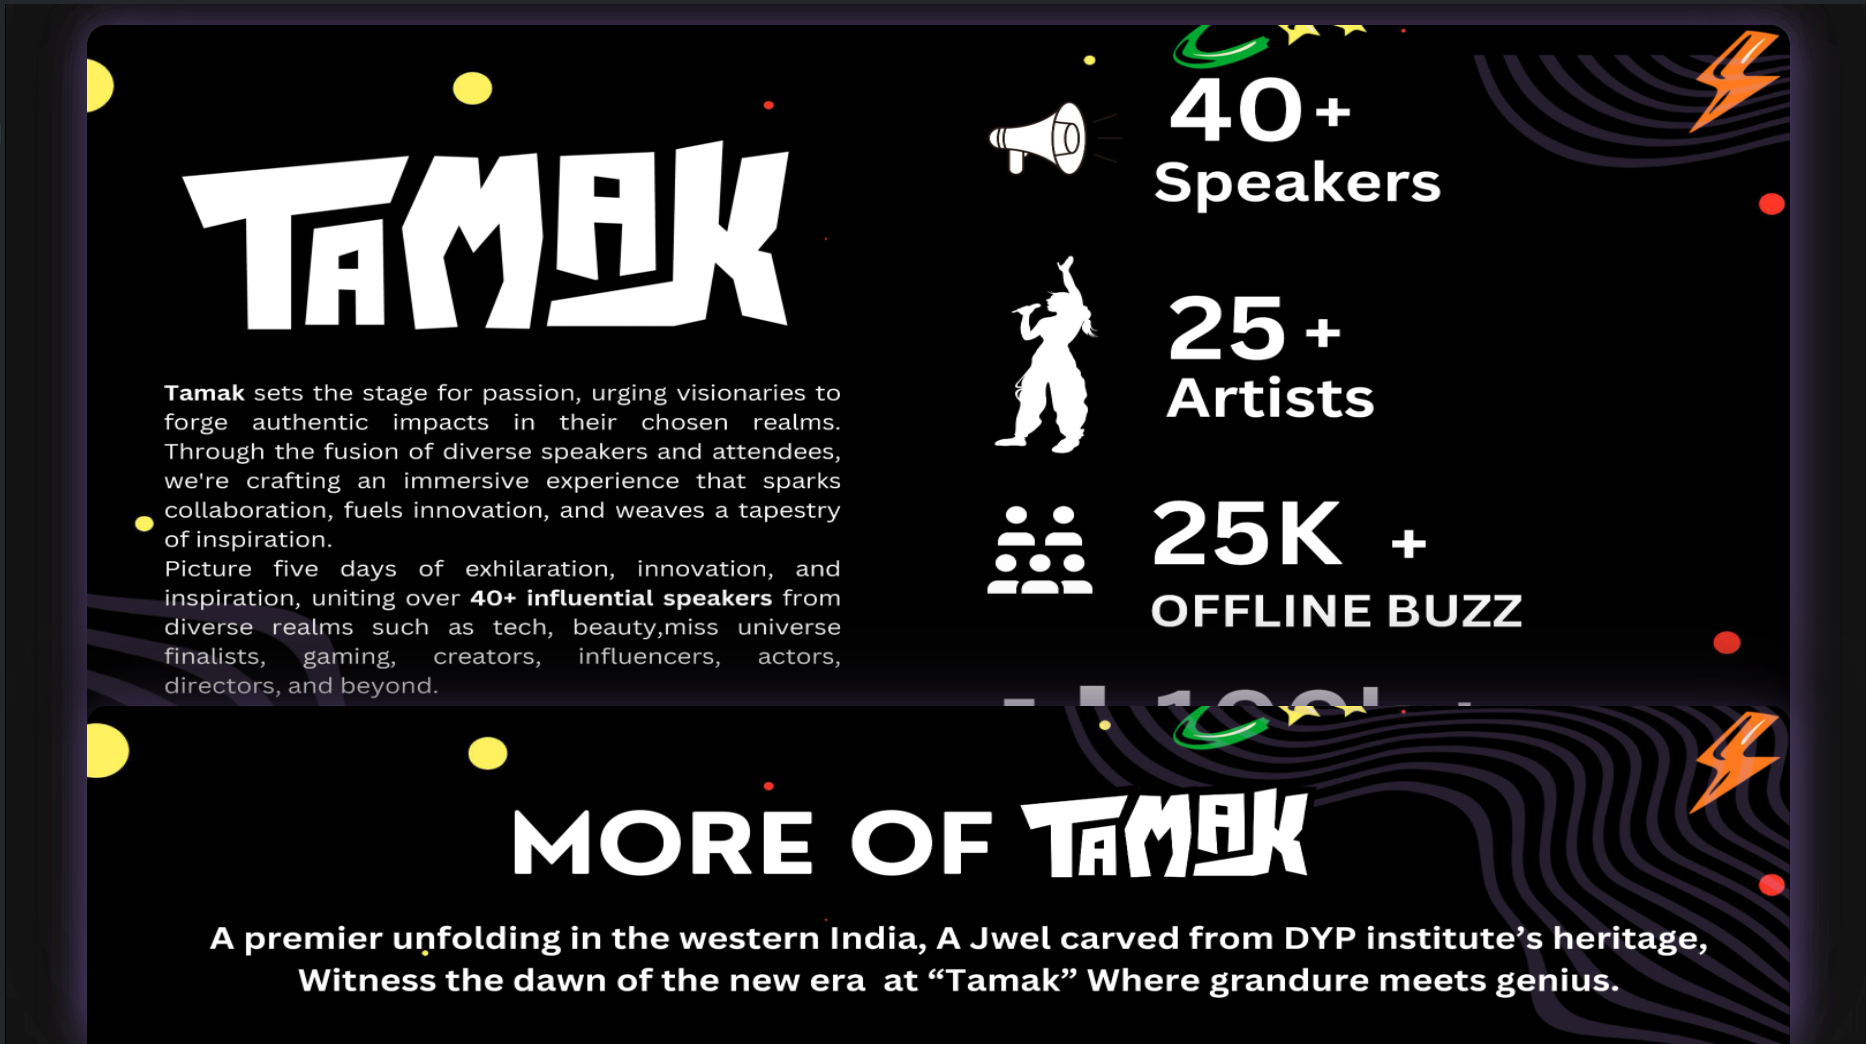 TAMAK
Tamak sets the stage for passion, urging visionaries to
forge authentic impacts in their chosen realms.
Through the fusion of diverse speakers and attendees,
we're crafting an immersive experience that sparks
collaboration, fuels innovation, and weaves a tapestry
of inspiration.
Picture five days of exhilaration, innovation, and
inspiration, uniting over 40+ influential speakers from
diverse realms such as tech, beauty,miss universe
finalists, gaming, creators, influencers, actors,
directors, and beyond.
40+
Speakers
25 +
Artists
25K +
OFFLINE BUZZ
MORE OF TAMAK
A premier unfolding in the western India, A Jwel carved from DYP institute’s heritage,
Witness the dawn of the new era at “Tamak” Where grandure meets genius.